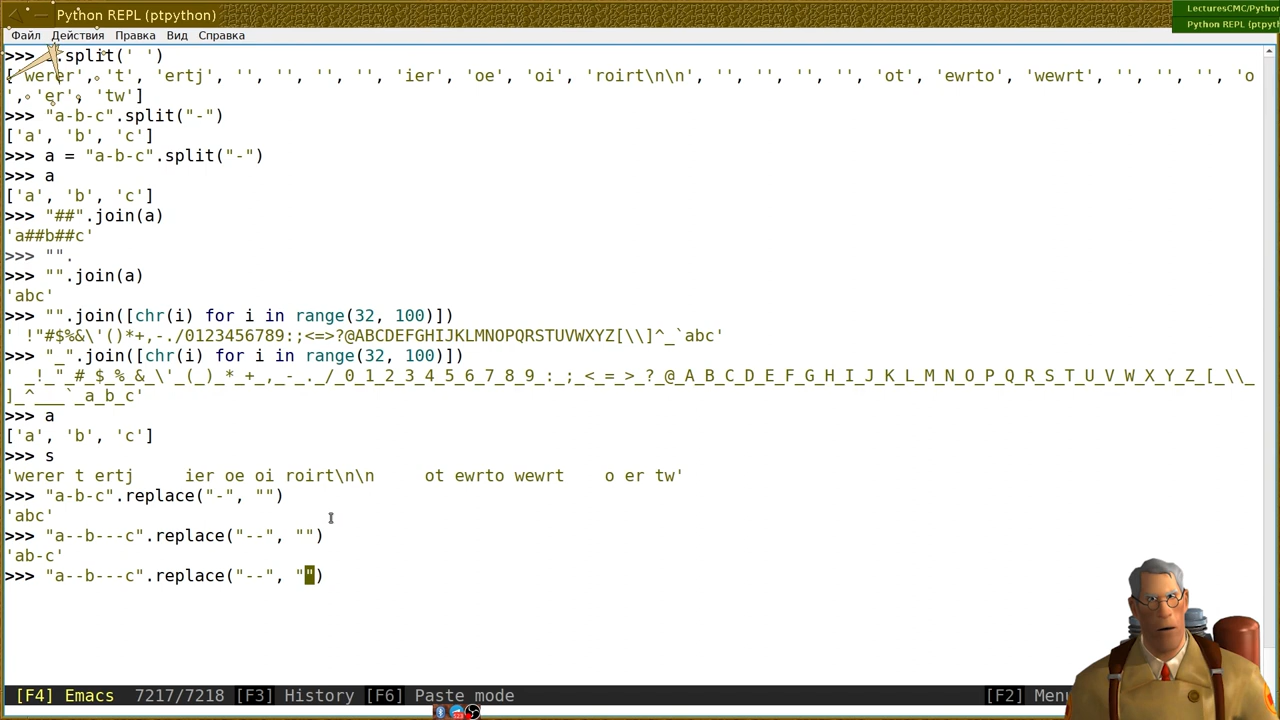 Python REPL (ptpython)
LecturesCMC/Python
Python REPL (ptpyt
Файл Действия Правка Вид Справка
>>> .split(' ')
['werer', 't', 'ertj', '', '', '', '', 'ier', 'oe', 'oi', 'roirt\n\n', '', '', '', '', 'ot', 'ewrto', 'wewrt', '', '', '', 'o
', 'er', 'tw']
>>> "a-b-c".split("-")
['a', 'b', 'c']
>>> a = "a-b-c".split("-")
>>> a
['a', 'b', 'c']
>>> "##".join(a)
'a##b##c'
>>> "".
>>> "".join(a)
'abc'
>>> "".join([chr(i) for i in range(32, 100)])
' !"#$%&\'()*+,-./0123456789:;<=>?@ABCDEFGHIJKLMNOPQRSTUVWXYZ[\\]^_`abc'
>>> "_".join([chr(i) for i in range(32, 100)])
' _!_"_#_$_%_&_\'_(_)_*_+_,_-_._/_0_1_2_3_4_5_6_7_8_9_:_;_<_=_>_?_@_A_B_C_D_E_F_G_H_I_J_K_L_M_N_O_P_Q_R_S_T_U_V_W_X_Y_Z_[_\\_
]_^___`_a_b_c'
>>> a
['a', 'b', 'c']
>>> s
'werer t ertj     ier oe oi roirt\n\n     ot ewrto wewrt    o er tw'
>>> "a-b-c".replace("-", "")
'abc'
>>> "a--b---c".replace("--", "")
'ab-c'
>>> "a--b---c".replace("--", "")
[F4] Emacs 7217/7218 [F3] History [F6] Paste mode [F2] Menu